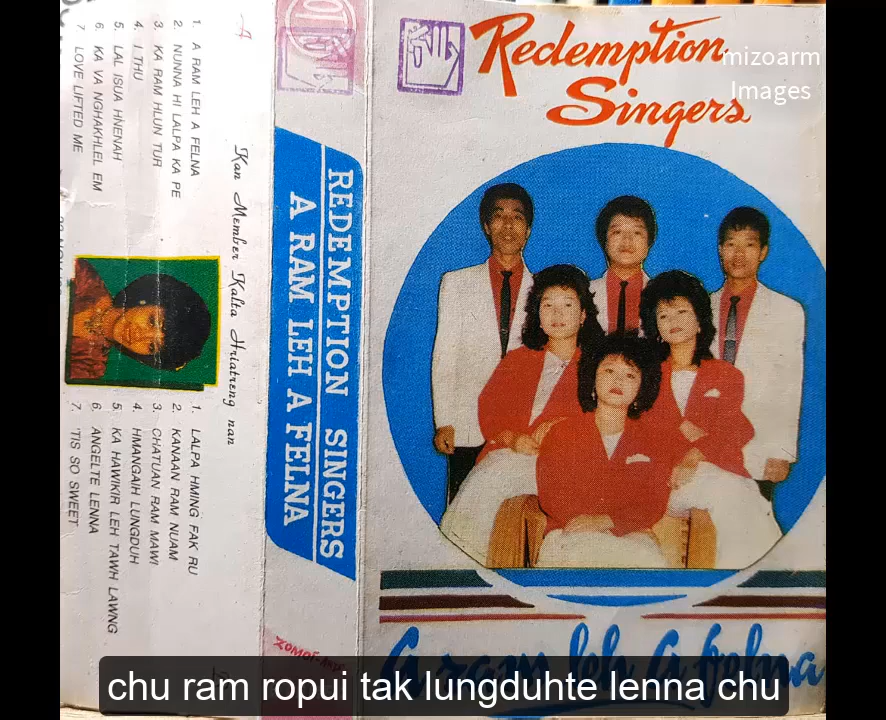 Redemption
Singers
mizoarm
Images
A
1. A RAM LEH A FELNA
2. NUNNA HI LALPA KA PE
3. KA RAM HLUN TUR
4. I THU
5. LAL ISUA HNENAH
6. KA VA NGHAKHLEL EM
7 LOVE LIFTED ME
Kan Member Kalta Hriatreng nan
1. LALPA HMING FAK RU
2. KANAAN RAM NUAM
3. CHATUAN RAM MAWI
4. HMANGAIH LUNGDUH
5. KA HAWIKIR LEH TAWH LAWNG
6. ANGELTE LENNA
7. 'TIS SO SWEET
REDEMPTION SINGERS
A RAM LEH A FELNA
A ram leh A felna
chu ram ropui tak lungduhte lenna chu